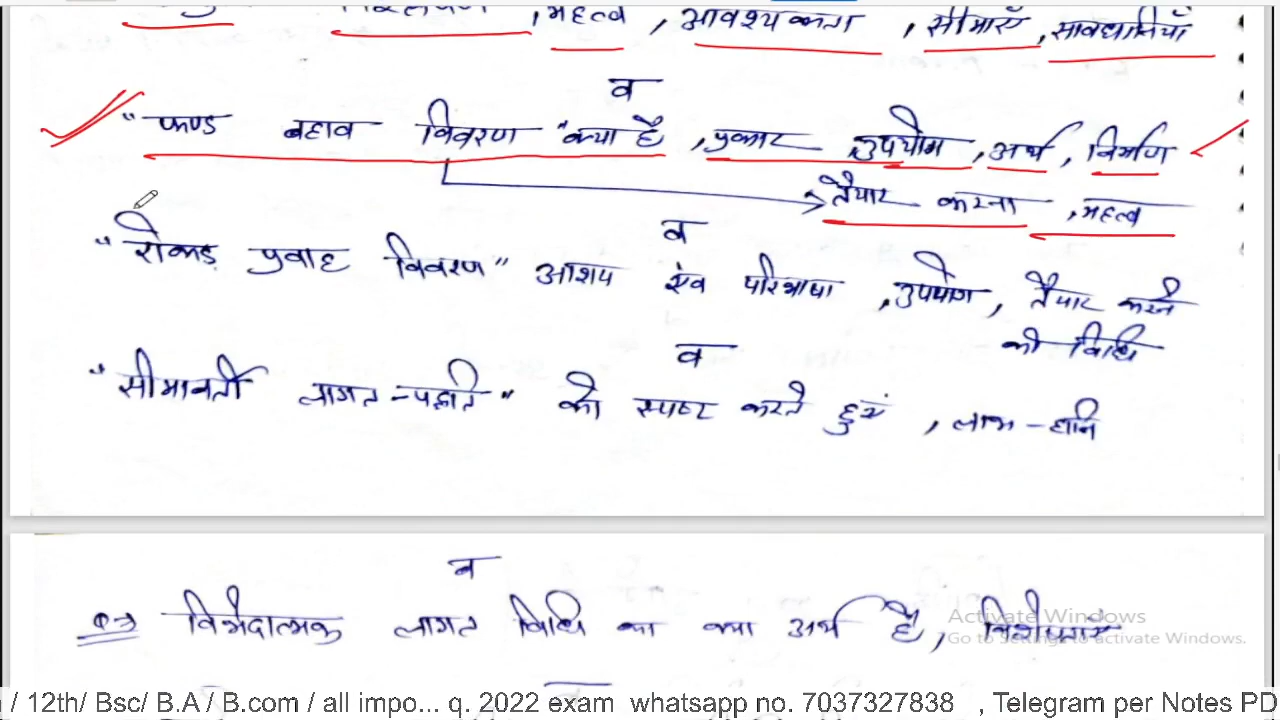 , महत्व , आवश्यकता , सीमाएँ , सावधानियाँ
व
"फण्ड बहाव विवरण "क्या है , प्रकार , उपयोग , अर्थ , निर्माण
तैयार करना , महत्व
व
"रोकड़ प्रवाह विवरण" आशय एंव परिभाषा , उपयोग , तैयार करने
की विधि
व
"सीमावर्ती लागत - पद्धति" को स्पष्ट करते हुयें , लाभ - हानि
व
विभेदात्मक लागत विधि का क्या अर्थ है , विशेषताएं
Activate Windows
Go to Settings to activate Windows.
/ 12th/ Bsc/ B.A / B.com / all impo... q. 2022 exam whatsapp no. 7037327838 , Telegram per Notes PD